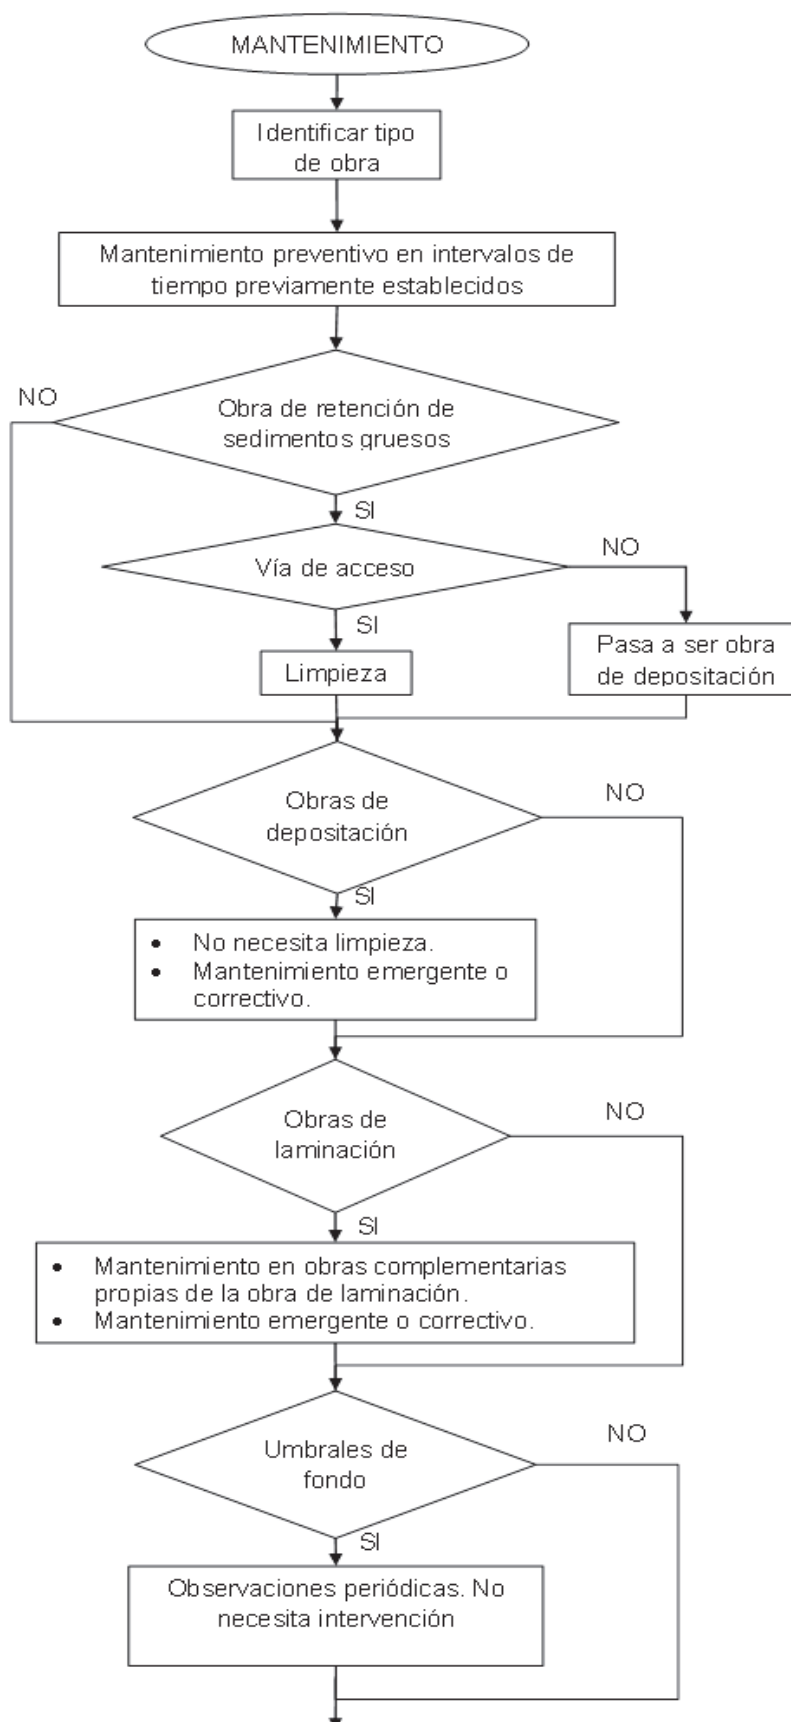 MANTENIMIENTO
Identificar tipo
de obra
Mantenimiento preventivo en intervalos de
tiempo previamente establecidos
NO
Obra de retención de
sedimentos gruesos
SI
NO
Vía de acceso
SI
Pasa a ser obra
de depositación
Limpieza
Obras de
depositación
NO
SI
• No necesita limpieza.
• Mantenimiento emergente o
correctivo.
Obras de
laminación
NO
SI
• Mantenimiento en obras complementarias
propias de la obra de laminación.
• Mantenimiento emergente o correctivo.
Umbrales de
fondo
NO
SI
Observaciones periódicas. No
necesita intervención